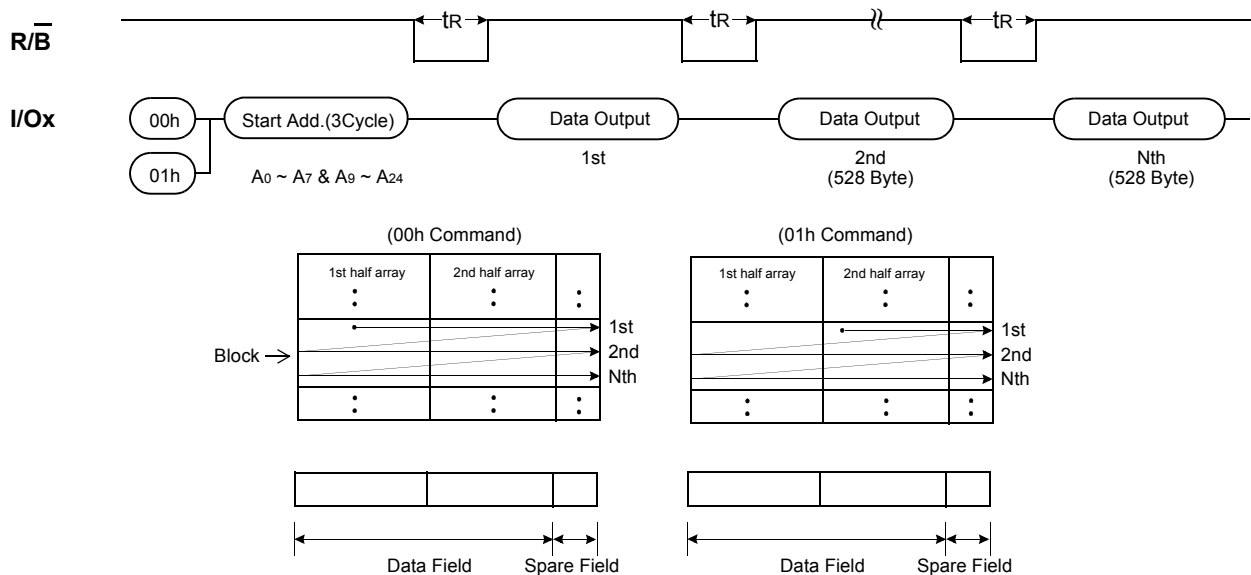 tR tR tR
R/B
I/Ox
00h Start Add.(3Cycle) Data Output Data Output Data Output
01h
A0 ~ A7 & A9 ~ A24
1st
2nd
(528 Byte)
Nth
(528 Byte)
(00h Command)
1st half array 2nd half array
1st
2nd
Nth
Block
(01h Command)
1st half array 2nd half array
1st
2nd
Nth
Data Field Spare Field
Data Field Spare Field